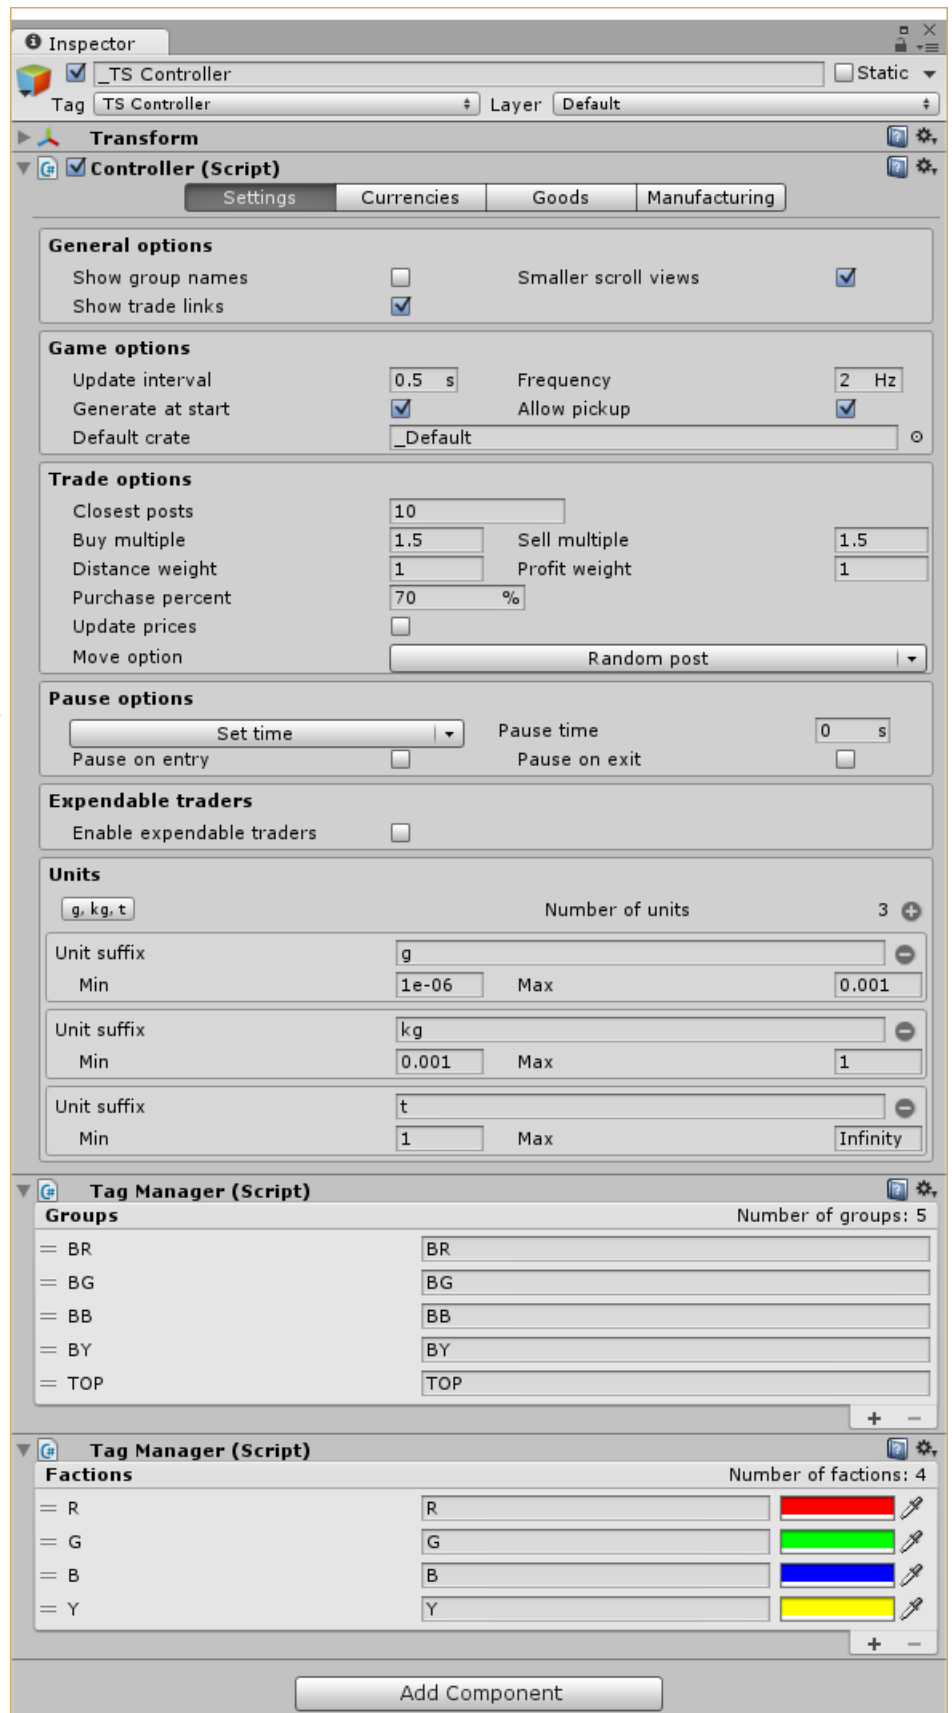 Inspector
_TS Controller Static
Tag TS Controller Layer Default
Transform
Controller (Script)
Settings Currencies Goods Manufacturing
General options
Show group names Smaller scroll views
Show trade links
Game options
Update interval 0.5 s Frequency 2 Hz
Generate at start Allow pickup
Default crate _Default
Trade options
Closest posts 10
Buy multiple 1.5 Sell multiple 1.5
Distance weight 1 Profit weight 1
Purchase percent 70 %
Update prices
Move option Random post
Pause options
Set time Pause time 0 s
Pause on entry Pause on exit
Expendable traders
Enable expendable traders
Units
g, kg, t Number of units 3
Unit suffix g
Min 1e-06 Max 0.001
Unit suffix kg
Min 0.001 Max 1
Unit suffix t
Min 1 Max Infinity
Tag Manager (Script)
Groups Number of groups: 5
BR BR
BG BG
BB BB
BY BY
TOP TOP
+ −
Tag Manager (Script)
Factions Number of factions: 4
R R
G G
B B
Y Y
+ −
Add Component